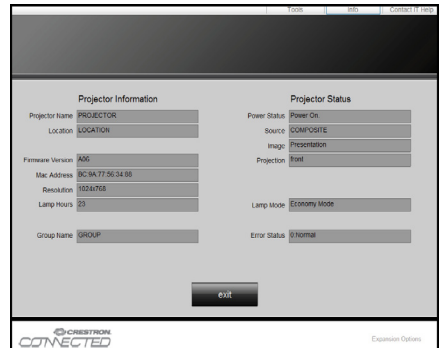 Tools Info Contact IT Help
Projector Information Projector Status
Projector Name PROJECTOR Power Status Power On.
Location LOCATION Source COMPOSITE
Image Presentation
Firmware Version A06 Projection front
Mac Address BC:9A:77:56:34:88
Resolution 1024x768
Lamp Hours 23 Lamp Mode Economy Mode
Group Name GROUP Error Status 0:Normal
exit
CRESTRON.
CONNECTED Expansion Options